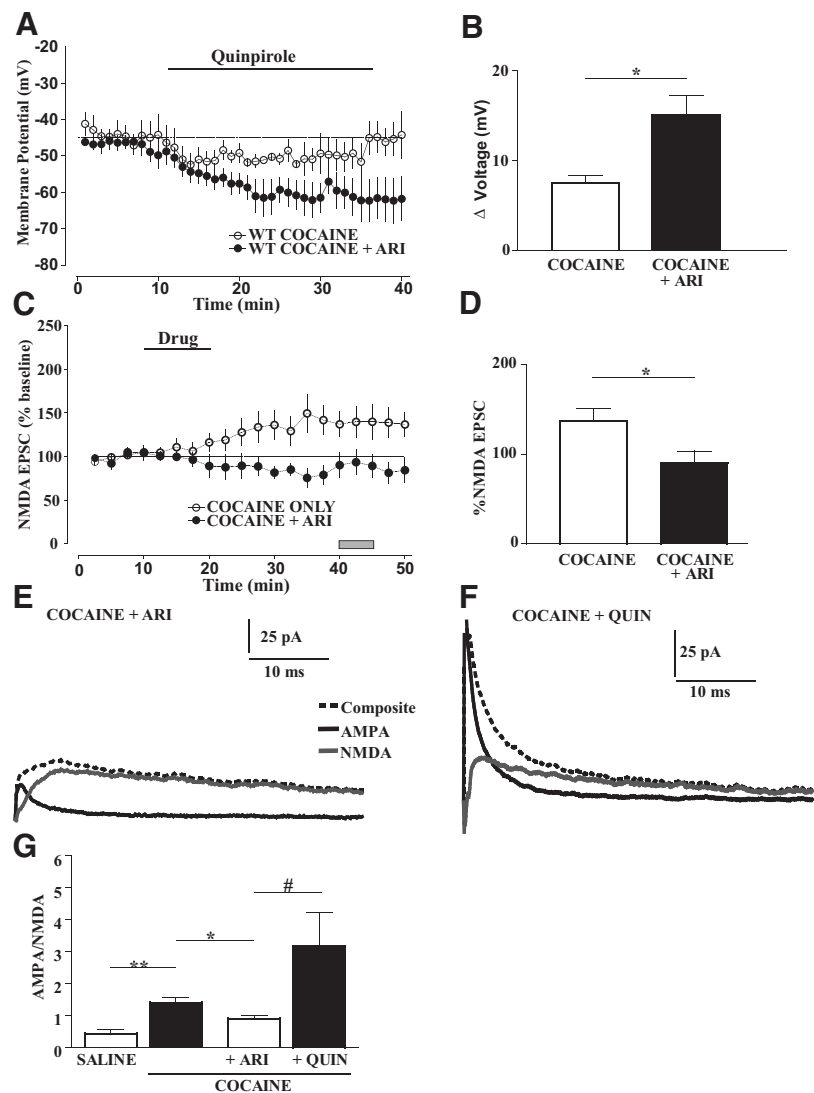 A
Membrane Potential (mV)
-20
-30
-40
-50
-60
-70
-80
Quinpirole
WT COCAINE
WT COCAINE + ARI
0 10 20 30 40
Time (min)
B
Δ Voltage (mV)
20
10
0
*
COCAINE COCAINE
+ ARI
C
NMDA EPSC (% baseline)
250
200
150
100
50
0
Drug
COCAINE ONLY
COCAINE + ARI
0 10 20 30 40 50
Time (min)
D
%NMDA EPSC
200
100
0
*
COCAINE COCAINE
+ ARI
E
COCAINE + ARI
25 pA
10 ms
Composite
AMPA
NMDA
F
COCAINE + QUIN
25 pA
10 ms
G
AMPA/NMDA
6
5
4
3
2
1
0
**
*
#
SALINE + ARI + QUIN
COCAINE